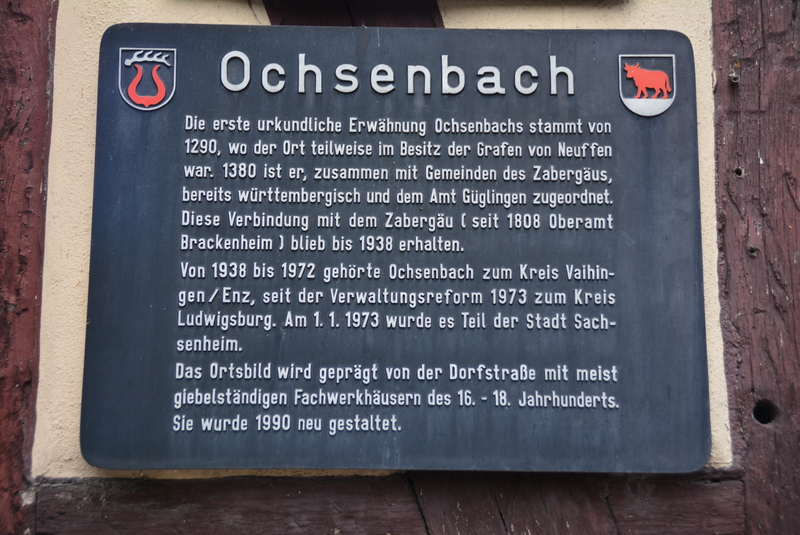 Ochsenbach
Die erste urkundliche Erwähnung Ochsenbachs stammt von
1290, wo der Ort teilweise im Besitz der Grafen von Neuffen
war. 1380 ist er, zusammen mit Gemeinden des Zabergäus,
bereits württembergisch und dem Amt Güglingen zugeordnet.
Diese Verbindung mit dem Zabergäu ( seit 1808 Oberamt
Brackenheim ) blieb bis 1938 erhalten.
Von 1938 bis 1972 gehörte Ochsenbach zum Kreis Vaihin-
gen / Enz, seit der Verwaltungsreform 1973 zum Kreis
Ludwigsburg. Am 1. 1. 1973 wurde es Teil der Stadt Sach-
senheim.
Das Ortsbild wird geprägt von der Dorfstraße mit meist
giebelständigen Fachwerkhäusern des 16. - 18. Jahrhunderts.
Sie wurde 1990 neu gestaltet.